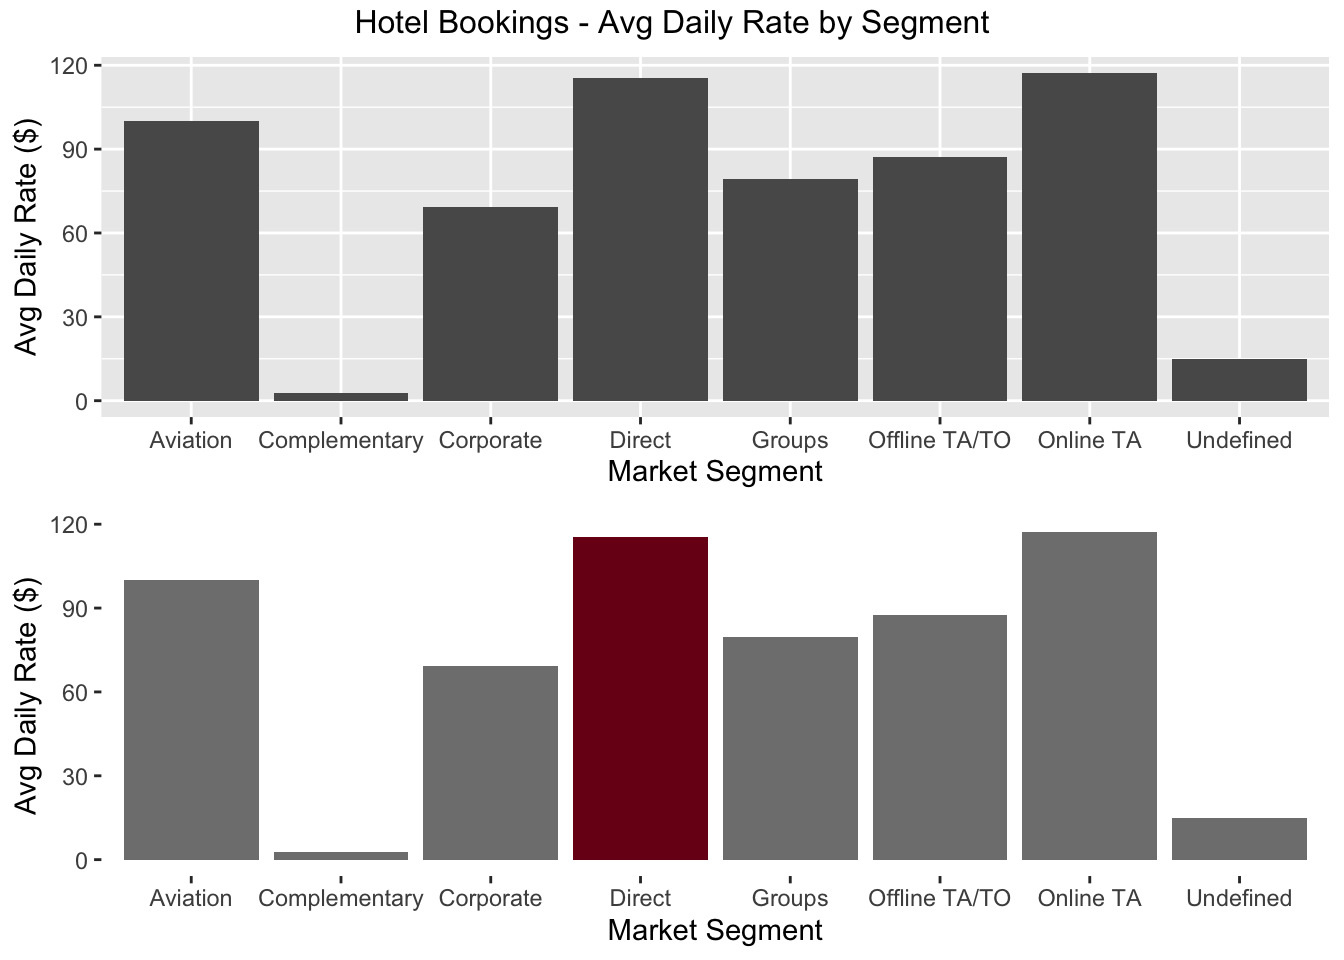 Hotel Bookings - Avg Daily Rate by Segment
Avg Daily Rate ($)
120
90
60
30
0
Aviation Complementary Corporate Direct Groups Offline TA/TO Online TA Undefined
Market Segment
Avg Daily Rate ($)
120
90
60
30
0
Aviation Complementary Corporate Direct Groups Offline TA/TO Online TA Undefined
Market Segment